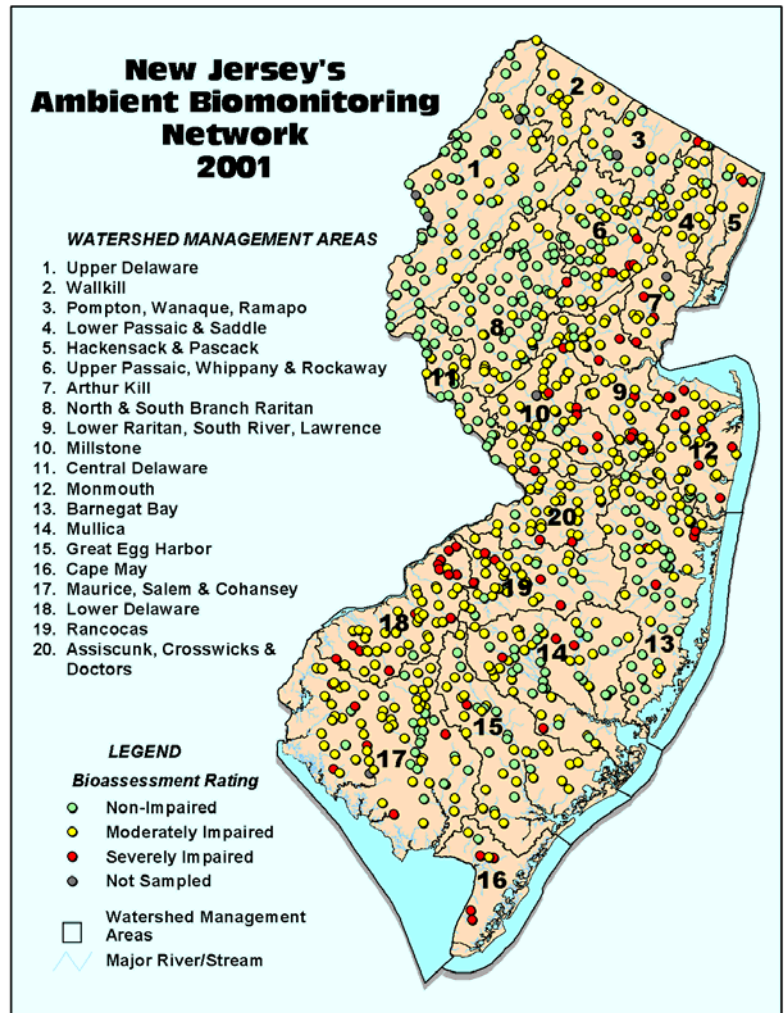 New Jersey's
Ambient Biomonitoring
Network
2001
WATERSHED MANAGEMENT AREAS
1. Upper Delaware
2. Wallkill
3. Pompton, Wanaque, Ramapo
4. Lower Passaic & Saddle
5. Hackensack & Pascack
6. Upper Passaic, Whippany & Rockaway
7. Arthur Kill
8. North & South Branch Raritan
9. Lower Raritan, South River, Lawrence
10. Millstone
11. Central Delaware
12. Monmouth
13. Barnegat Bay
14. Mullica
15. Great Egg Harbor
16. Cape May
17. Maurice, Salem & Cohansey
18. Lower Delaware
19. Rancocas
20. Assiscunk, Crosswicks &
Doctors
LEGEND
Bioassessment Rating
Non-Impaired
Moderately Impaired
Severely Impaired
Not Sampled
Watershed Management
Areas
Major River/Stream
2
3
1
4
5
6
7
8
11
9
10
12
20
19
18
14
13
15
17
16